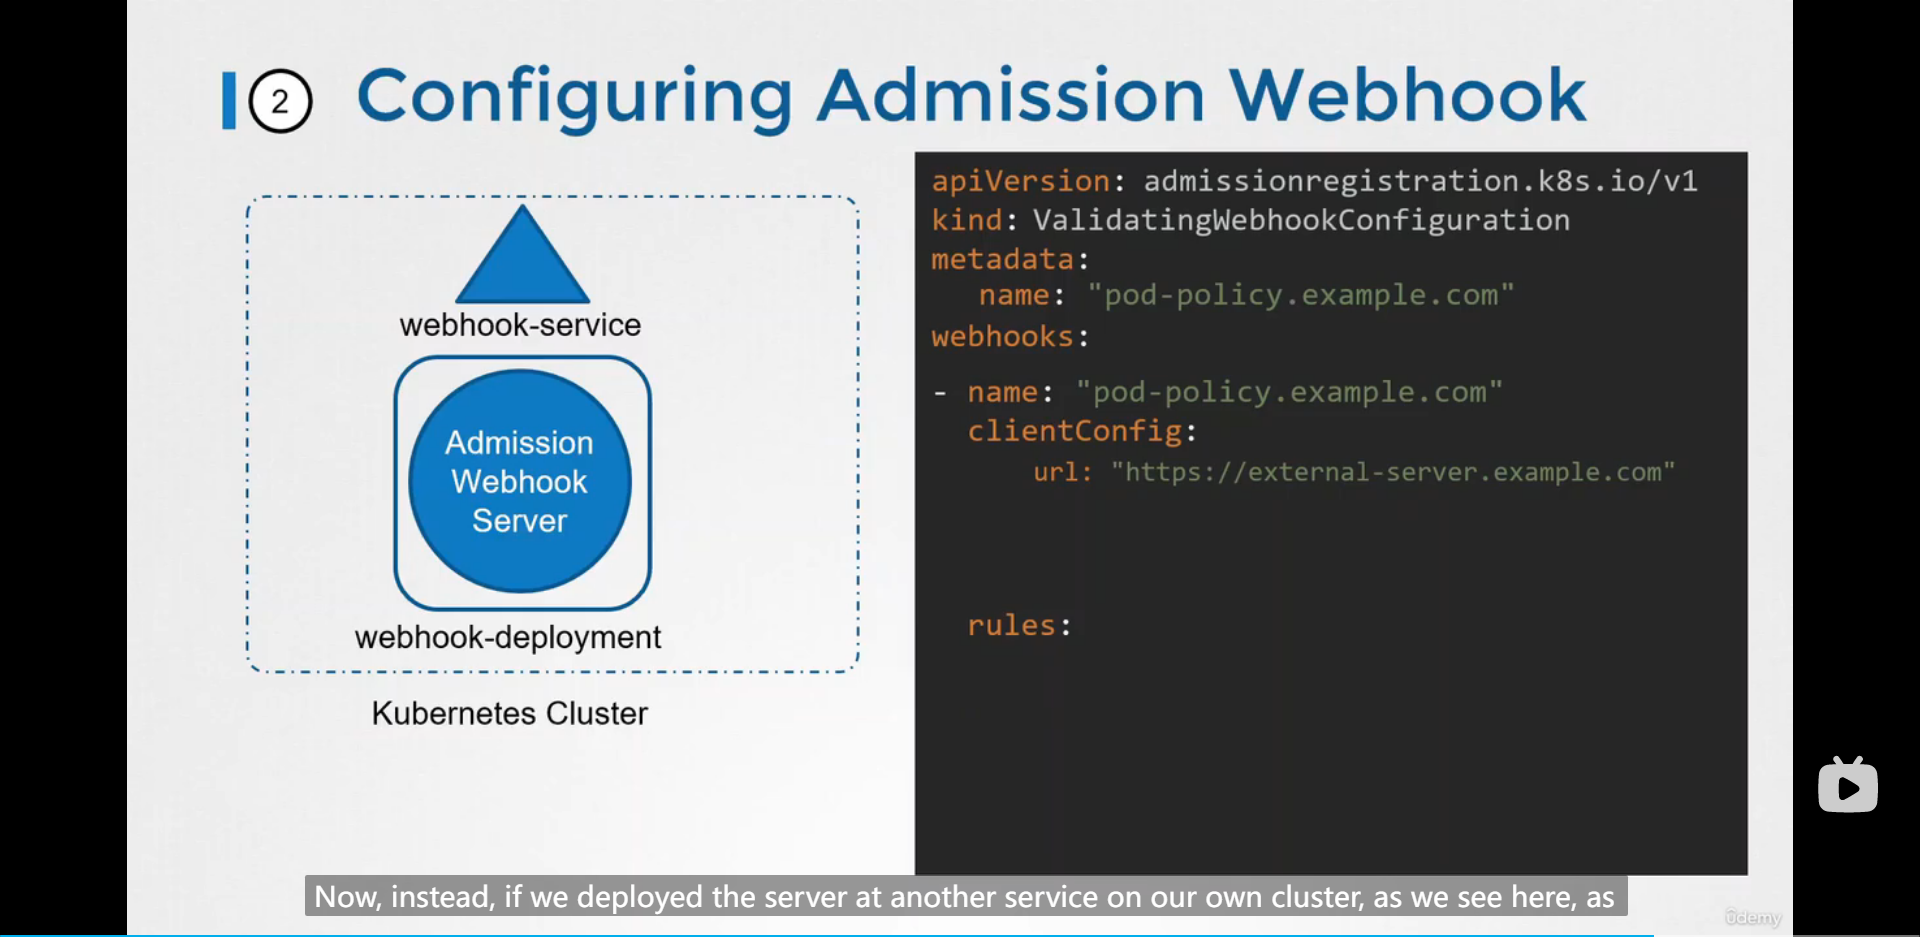 2 Configuring Admission Webhook
webhook-service
Admission
Webhook
Server
webhook-deployment
Kubernetes Cluster
apiVersion: admissionregistration.k8s.io/v1
kind: ValidatingWebhookConfiguration
metadata:
name: "pod-policy.example.com"
webhooks:
- name: "pod-policy.example.com"
clientConfig:
url: "https://external-server.example.com"
rules:
Now, instead, if we deployed the server at another service on our own cluster, as we see here, as
ûdemy